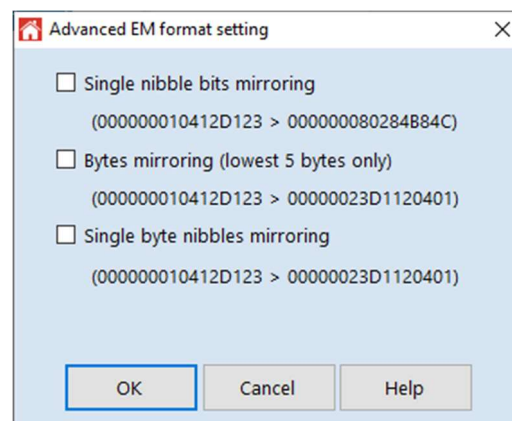 Advanced EM format setting
Single nibble bits mirroring
(000000010412D123 > 000000080284B84C)
Bytes mirroring (lowest 5 bytes only)
(000000010412D123 > 00000023D1120401)
Single byte nibbles mirroring
(000000010412D123 > 00000023D1120401)
OK
Cancel
Help